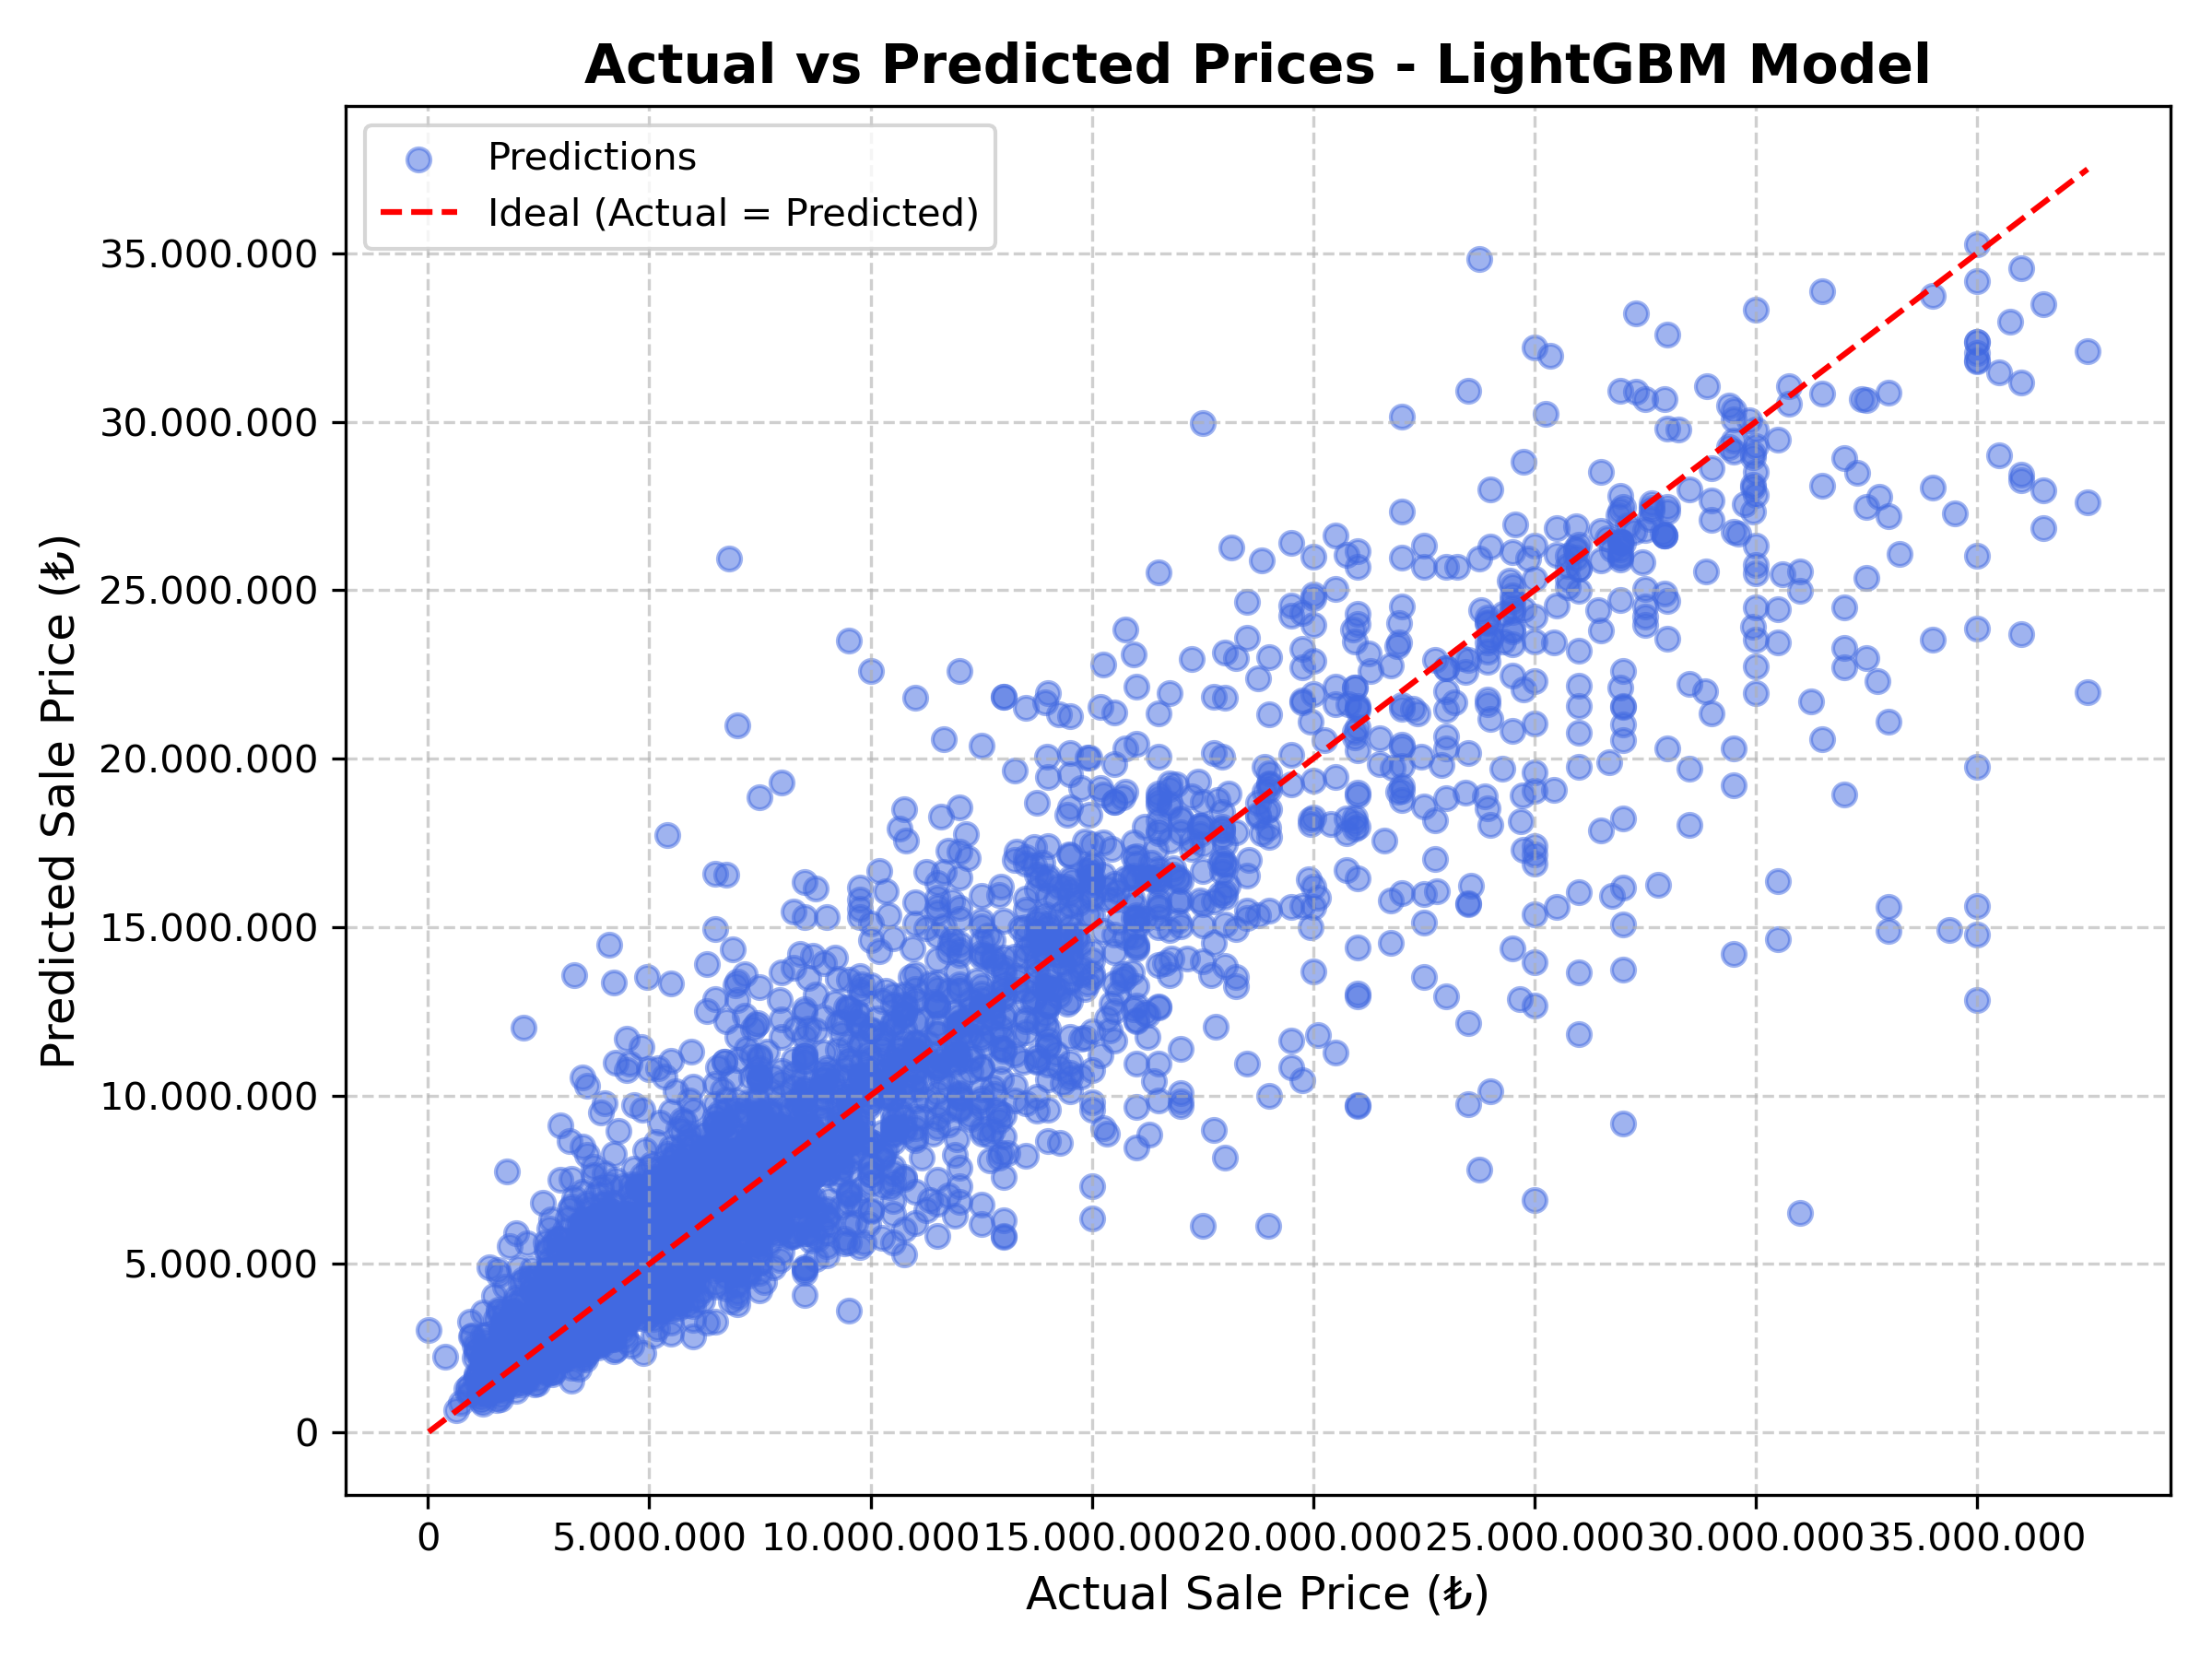 Actual vs Predicted Prices - LightGBM Model
Predictions
Ideal (Actual = Predicted)
Predicted Sale Price (₺)
35.000.000
30.000.000
25.000.000
20.000.000
15.000.000
10.000.000
5.000.000
0
0 5.000.000 10.000.000 15.000.000 20.000.000 25.000.000 30.000.000 35.000.000
Actual Sale Price (₺)